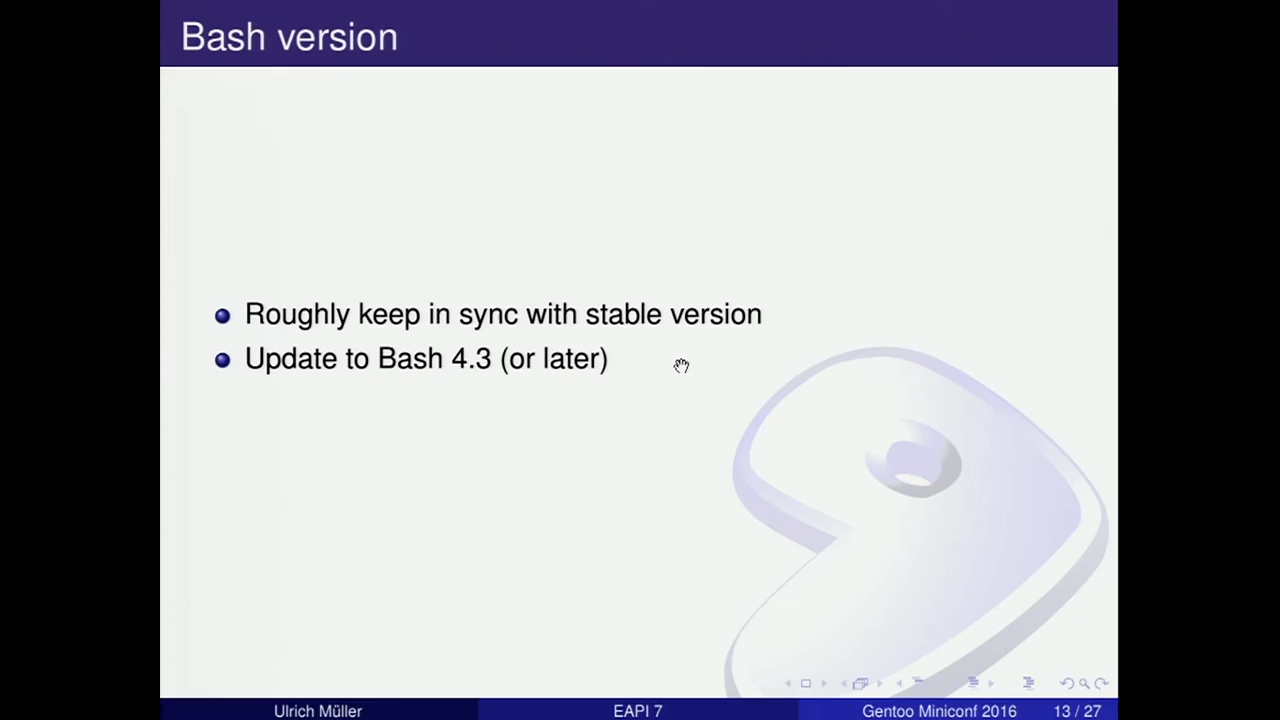 Bash version
Roughly keep in sync with stable version
Update to Bash 4.3 (or later)
Ulrich Müller
EAPI 7
Gentoo Miniconf 2016
13 / 27